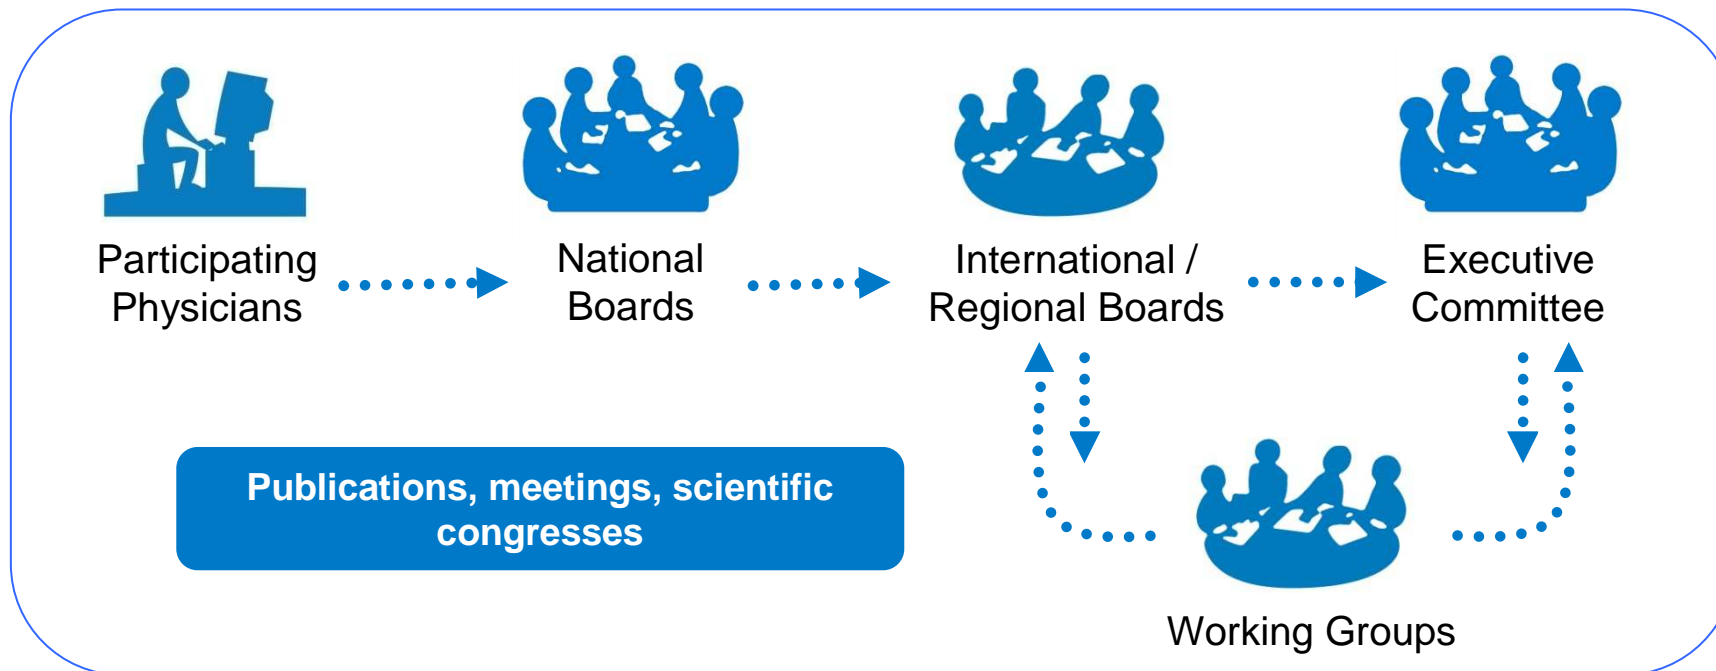 Participating
Physicians
National
Boards
International /
Regional Boards
Executive
Committee
Publications, meetings, scientific
congresses
Working Groups